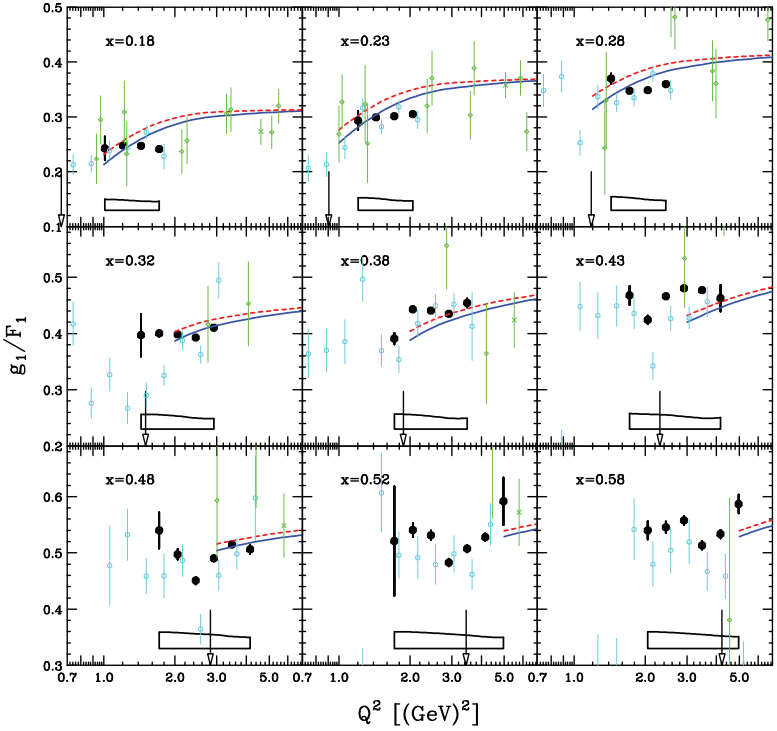 0.5
x=0.18
x=0.23
x=0.28
0.4
0.3
0.2
0.1
x=0.32
x=0.38
x=0.43
0.5
0.4
0.3
0.2
g₁/F₁
x=0.48
x=0.52
x=0.58
0.6
0.5
0.4
0.3
0.7 1.0 2.0 3.0 5.0 0.7 1.0 2.0 3.0 5.0 0.7 1.0 2.0 3.0 5.0
Q² [(GeV)²]